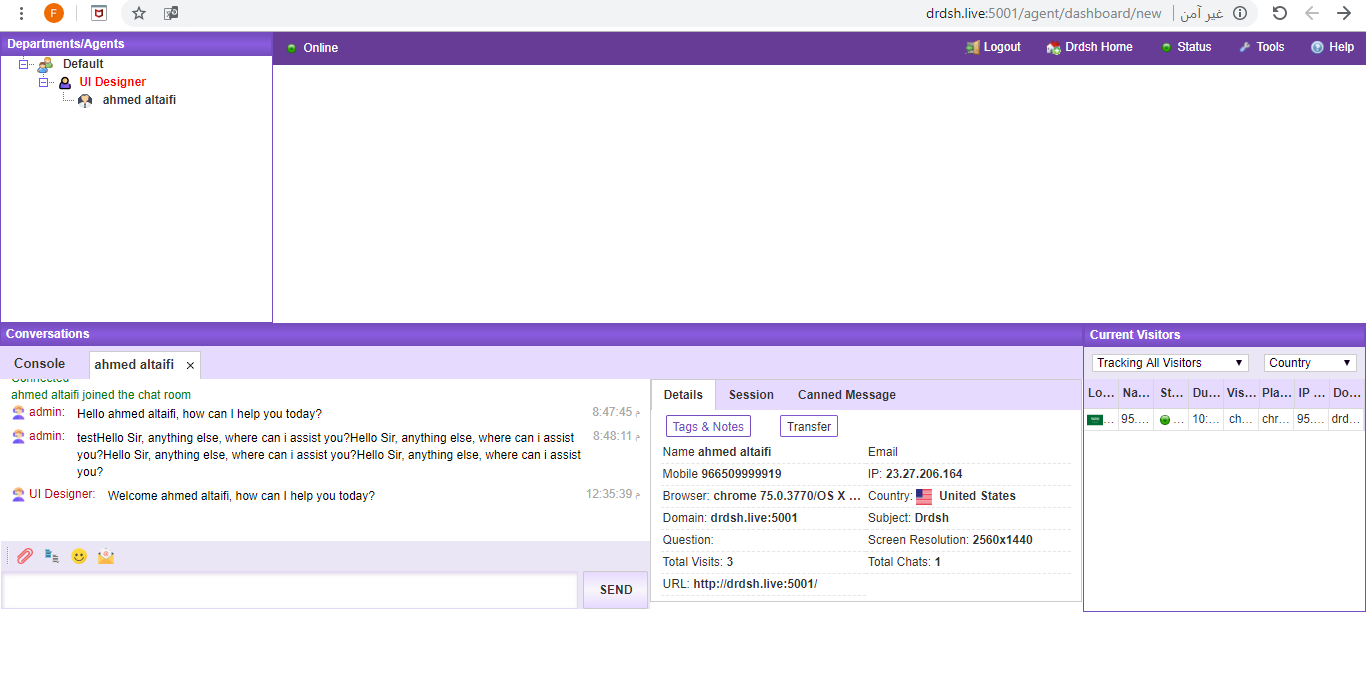 F
drdsh.live:5001/agent/dashboard/new
غير آمن
Departments/Agents
Online
Logout
Drdsh Home
Status
Tools
Help
Default
UI Designer
ahmed altaifi
Conversations
Console
ahmed altaifi ×
Connected
ahmed altaifi joined the chat room
admin: Hello ahmed altaifi, how can I help you today? 8:47:45 م
admin: testHello Sir, anything else, where can i assist 8:48:11 م
you?Hello Sir, anything else, where can i assist
you?Hello Sir, anything else, where can i assist
you?
UI Designer: Welcome ahmed altaifi, how can I help you today? 12:35:39 م
SEND
Details
Session
Canned Message
Tags & Notes
Transfer
Name ahmed altaifi
Email
Mobile 966509999919
IP: 23.27.206.164
Browser: chrome 75.0.3770/OS X ...
Country: United States
Domain: drdsh.live:5001
Subject: Drdsh
Question:
Screen Resolution: 2560x1440
Total Visits: 3
Total Chats: 1
URL: http://drdsh.live:5001/
Current Visitors
Tracking All Visitors
Country
Lo... Na... St... Du... Vis... Pla... IP ... Do...
... 95.... ... 10:... ch... chr... 95.... drd...